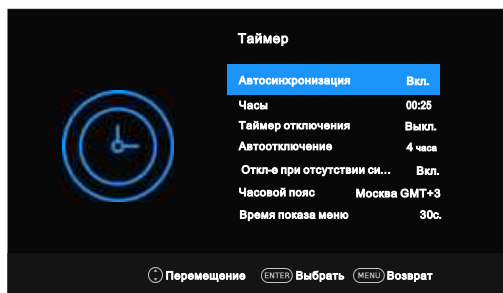 Таймер
Автосинхронизация Вкл.
Часы 00:25
Таймер отключения Выкл.
Автоотключение 4 часа
Откл-е при отсутствии си... Вкл.
Часовой пояс Москва GMT+3
Время показа меню 30с.
Перемещение ENTER Выбрать MENU Возврат